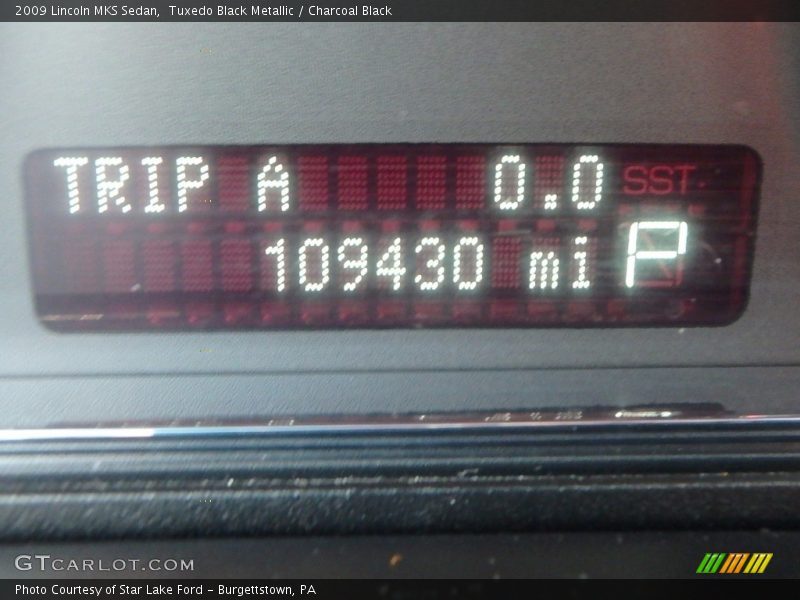 2009 Lincoln MKS Sedan,  Tuxedo Black Metallic / Charcoal Black
TRIP A 0.0 SST
109430 mi P
GTCARLOT.COM
Photo Courtesy of Star Lake Ford - Burgettstown, PA